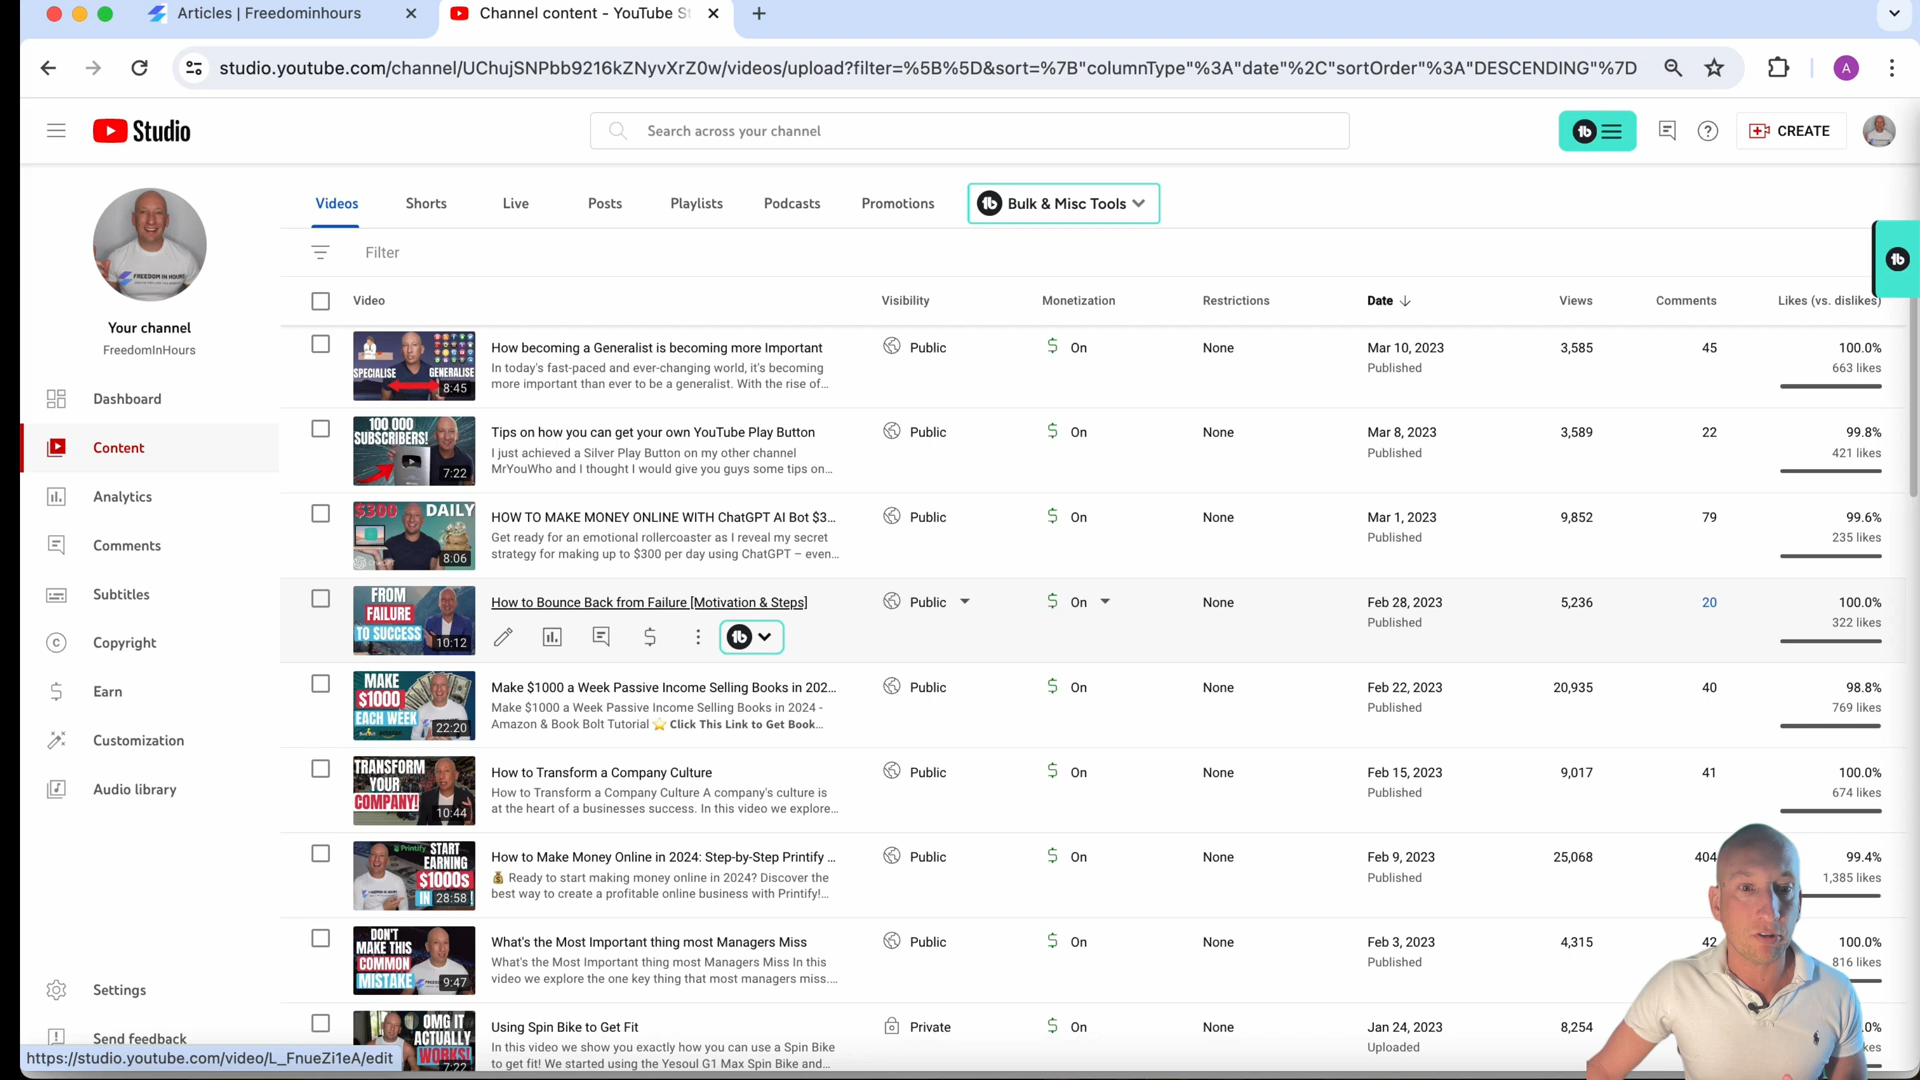 Articles | Freedominhours
Channel content - YouTube St
studio.youtube.com/channel/UChujSNPbb9216kZNyvXrZ0w/videos/upload?filter=%5B%5D&sort=%7B"columnType"%3A"date"%2C"sortOrder"%3A"DESCENDING"%7D
A
Studio
Search across your channel
CREATE
Your channel
FreedomInHours
Dashboard
Content
Analytics
Comments
Subtitles
Copyright
Earn
Customization
Audio library
Settings
Send feedback
https://studio.youtube.com/video/L_FnueZi1eA/edit
Videos Shorts Live Posts Playlists Podcasts Promotions Bulk & Misc Tools
Filter
Video Visibility Monetization Restrictions Date Views Comments Likes (vs. dislikes)
SPECIALISE GENERALISE
8:45
How becoming a Generalist is becoming more Important
In today's fast-paced and ever-changing world, it's becoming
more important than ever to be a generalist. With the rise of...
Public On None Mar 10, 2023 3,585 45 100.0%
Published 663 likes
100 000
SUBSCRIBERS!
7:22
Tips on how you can get your own YouTube Play Button
I just achieved a Silver Play Button on my other channel
MrYouWho and I thought I would give you guys some tips on...
Public On None Mar 8, 2023 3,589 22 99.8%
Published 421 likes
$300 DAILY
8:06
HOW TO MAKE MONEY ONLINE WITH ChatGPT AI Bot $3...
Get ready for an emotional rollercoaster as I reveal my secret
strategy for making up to $300 per day using ChatGPT – even...
Public On None Mar 1, 2023 9,852 79 99.6%
Published 235 likes
FROM
FAILURE
TO SUCCESS
10:12
How to Bounce Back from Failure [Motivation & Steps]
Public On None Feb 28, 2023 5,236 20 100.0%
Published 322 likes
MAKE
$1000
EACH WEEK
22:20
Make $1000 a Week Passive Income Selling Books in 202...
Make $1000 a Week Passive Income Selling Books in 2024 -
Amazon & Book Bolt Tutorial ⭐ Click This Link to Get Book...
Public On None Feb 22, 2023 20,935 40 98.8%
Published 769 likes
TRANSFORM
YOUR
COMPANY!
10:44
How to Transform a Company Culture
How to Transform a Company Culture A company's culture is
at the heart of a businesses success. In this video we explore...
Public On None Feb 15, 2023 9,017 41 100.0%
Published 674 likes
Printify START
EARNING
$1000s
IN
28:58
How to Make Money Online in 2024: Step-by-Step Printify ...
💰 Ready to start making money online in 2024? Discover the
best way to create a profitable online business with Printify!...
Public On None Feb 9, 2023 25,068 404 99.4%
Published 1,385 likes
DON'T
MAKE THIS
COMMON
MISTAKE
9:47
What's the Most Important thing most Managers Miss
What's the Most Important thing most Managers Miss In this
video we explore the one key thing that most managers miss....
Public On None Feb 3, 2023 4,315 42 100.0%
Published 816 likes
OMG IT
ACTUALLY
WORKS!
7:22
Using Spin Bike to Get Fit
In this video we show you exactly how you can use a Spin Bike
to get fit! We started using the Yesoul G1 Max Spin Bike and...
Private On None Jan 24, 2023 8,254
Uploaded